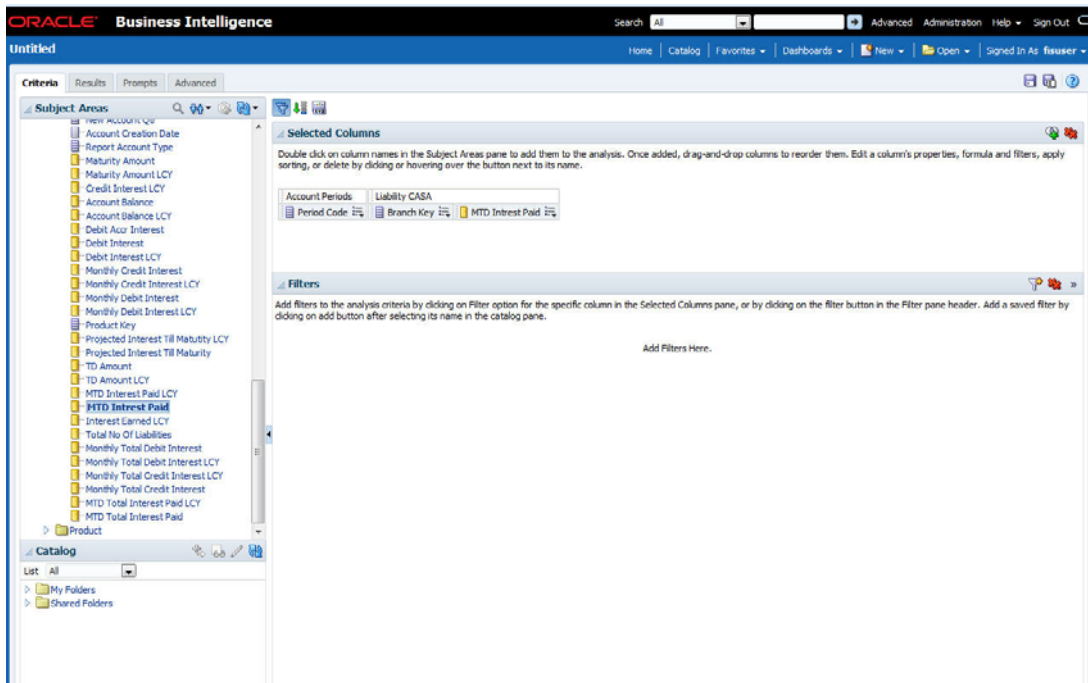 ORACLE Business Intelligence
Search All Advanced Administration Help Sign Out
Untitled
Home Catalog Favorites Dashboards New Open Signed In As fisuser
Criteria Results Prompts Advanced
Subject Areas
New Account Qtr
Account Creation Date
Report Account Type
Maturity Amount
Maturity Amount LCY
Credit Interest LCY
Account Balance
Account Balance LCY
Debit Accr Interest
Debit Interest
Debit Interest LCY
Monthly Credit Interest
Monthly Credit Interest LCY
Monthly Debit Interest
Monthly Debit Interest LCY
Product Key
Projected Interest Till Matutity LCY
Projected Interest Till Maturity
TD Amount
TD Amount LCY
MTD Interest Paid LCY
MTD Intrest Paid
Interest Earned LCY
Total No Of Liabilities
Monthly Total Debit Interest
Monthly Total Debit Interest LCY
Monthly Total Credit Interest LCY
Monthly Total Credit Interest
MTD Total Interest Paid LCY
MTD Total Interest Paid
Product
Catalog
List All
My Folders
Shared Folders
Selected Columns
Double click on column names in the Subject Areas pane to add them to the analysis. Once added, drag-and-drop columns to reorder them. Edit a column's properties, formula and filters, apply
sorting, or delete by clicking or hovering over the button next to its name.
Account Periods Liability CASA
Period Code Branch Key MTD Intrest Paid
Filters
Add filters to the analysis criteria by clicking on Filter option for the specific column in the Selected Columns pane, or by clicking on the filter button in the Filter pane header. Add a saved filter by
clicking on add button after selecting its name in the catalog pane.
Add Filters Here.